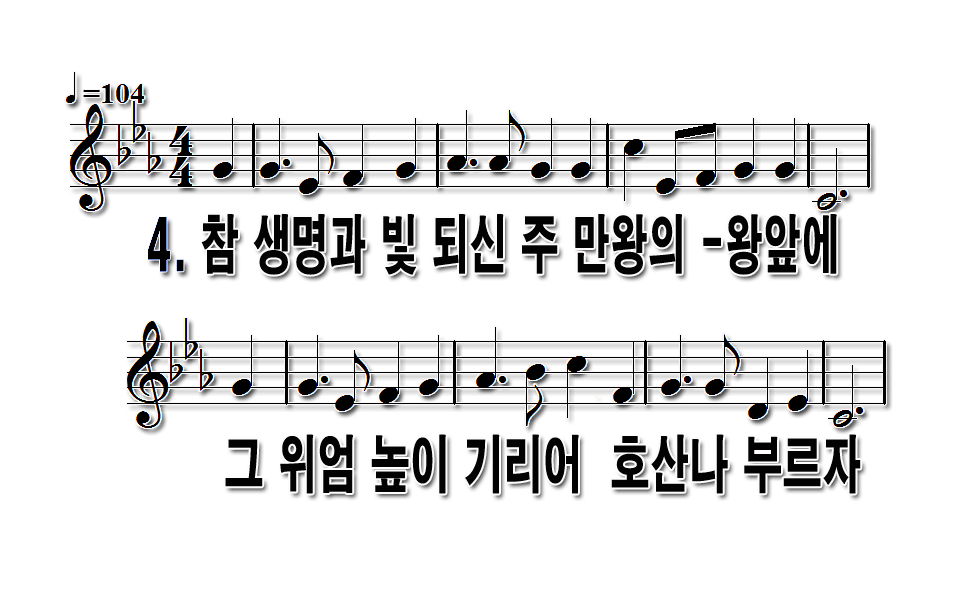 ♩=104
4. 참 생명과 빛 되신 주 만왕의 -왕앞에
그 위엄 높이 기리어 호산나 부르자